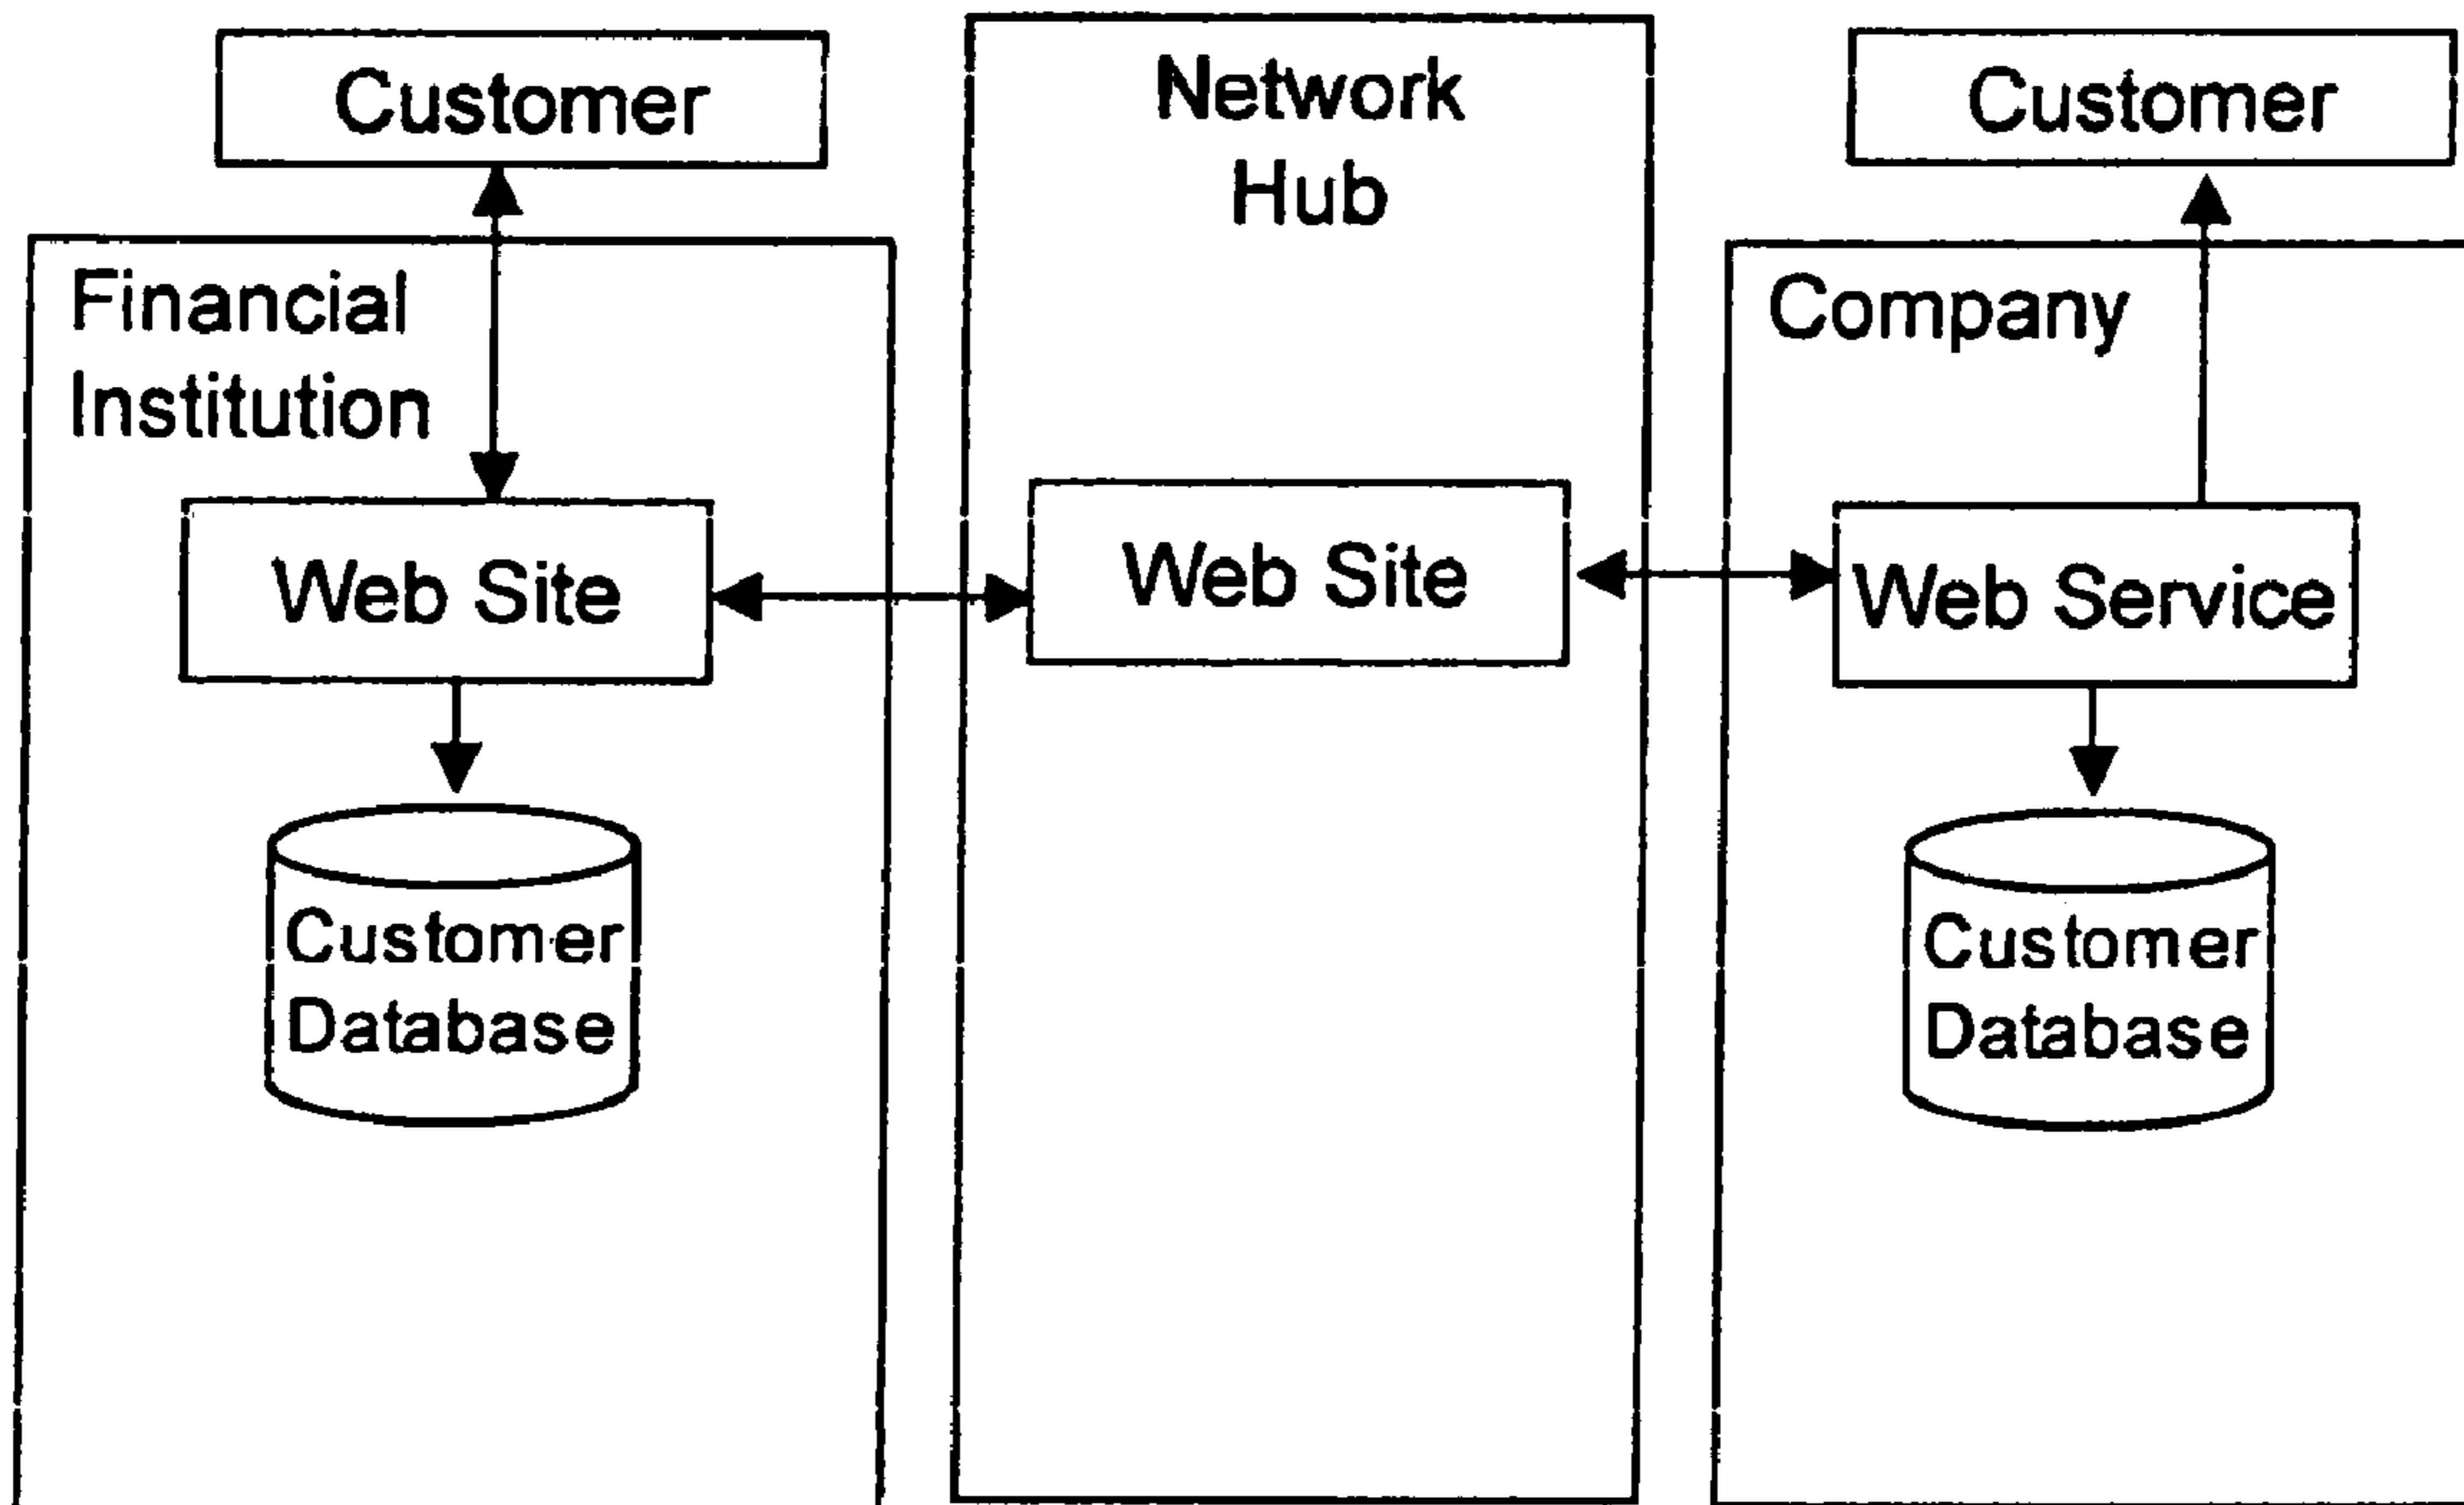 Customer
Network
Hub
Customer
Financial
Institution
Company
Web Site
Web Site
Web Service
Customer
Database
Customer
Database